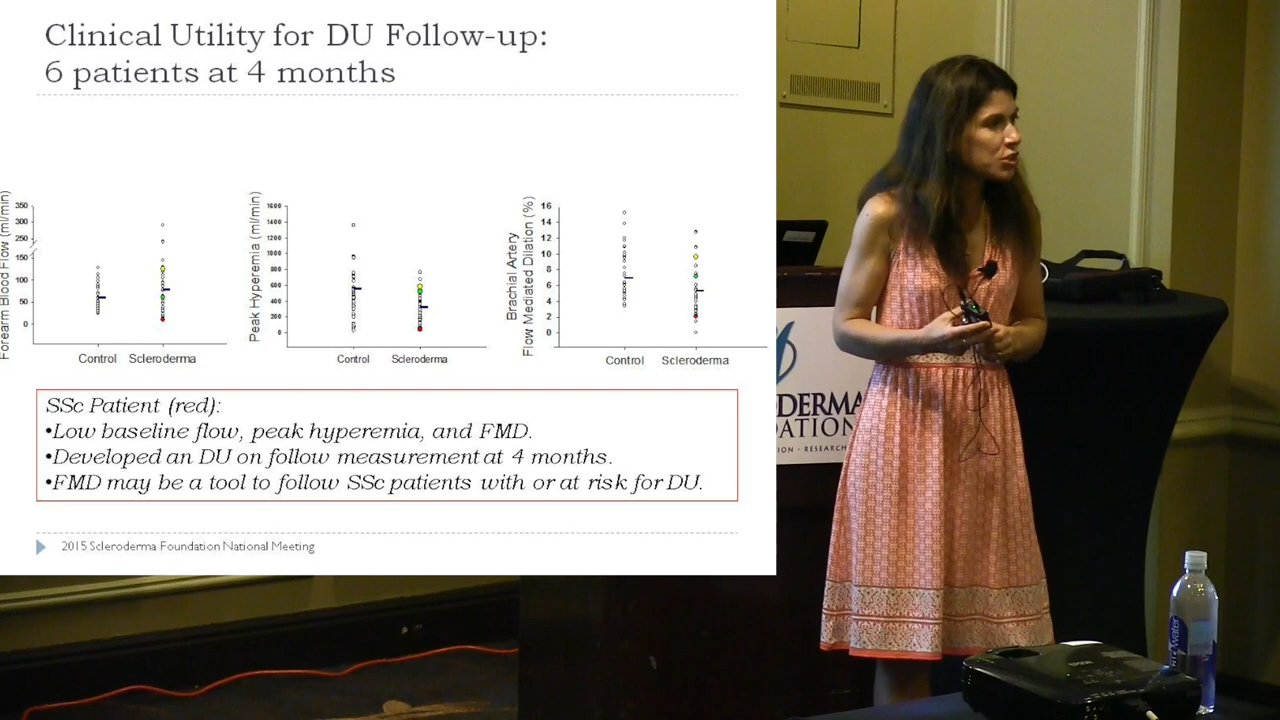 Clinical Utility for DU Follow-up:
6 patients at 4 months
Forearm Blood Flow (ml/min)
350
300
250
150
100
50
0
Control Scleroderma
Peak Hyperemia (ml/min)
1600
1400
1200
1000
800
600
400
200
0
Control Scleroderma
Brachial Artery
Flow Mediated Dilation (%)
16
14
12
10
8
6
4
2
0
Control Scleroderma
SSc Patient (red):
•Low baseline flow, peak hyperemia, and FMD.
•Developed an DU on follow measurement at 4 months.
•FMD may be a tool to follow SSc patients with or at risk for DU.
2015 Scleroderma Foundation National Meeting
DERMA
DATION
ION · RESEARCH
EPSON
water